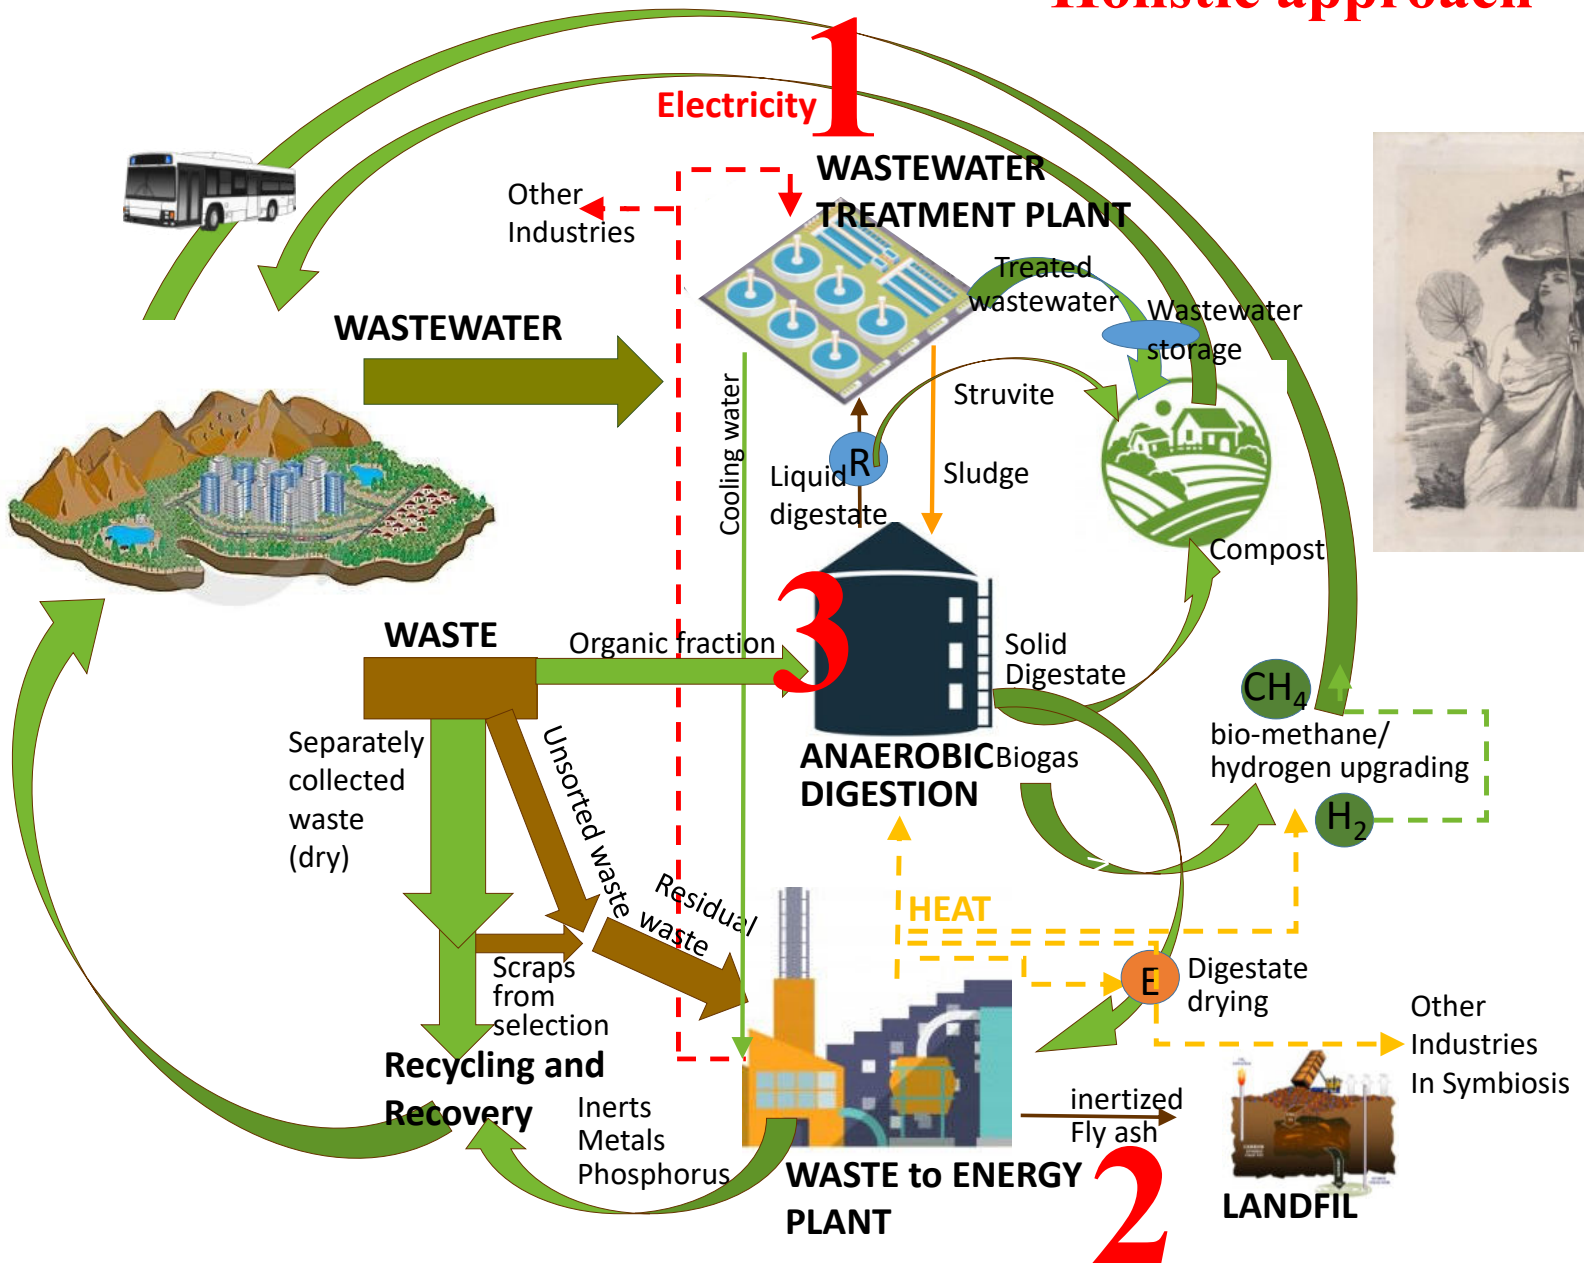 Holistic approach
1
Electricity
WASTEWATER
TREATMENT PLANT
Other
Industries
Treated
wastewater
Wastewater
storage
WASTEWATER
Cooling water
Struvite
R
Liquid
digestate
Sludge
Compost
3
WASTE
Organic fraction
Solid
Digestate
CH4
bio-methane/
hydrogen upgrading
H2
Separately
collected
waste
(dry)
Unsorted waste
ANAEROBIC
DIGESTION
Biogas
Residual
waste
HEAT
Scraps
from
selection
E
Digestate
drying
Other
Industries
In Symbiosis
Recycling and
Recovery
Inerts
Metals
Phosphorus
inertized
Fly ash
WASTE to ENERGY
PLANT
2
LANDFIL